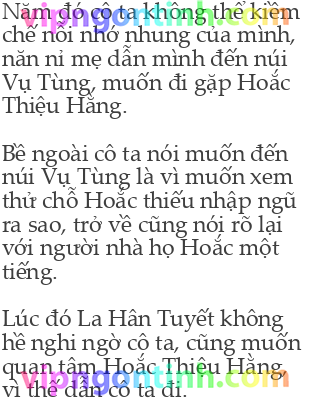 Năm đó cô ta không thể kiềm
chế nỗi nhớ nhung của mình,
năn nỉ mẹ dẫn mình đến núi
Vụ Tùng, muốn đi gặp Hoắc
Thiệu Hằng.
Bề ngoài cô ta nói muốn đến
núi Vụ Tùng là vì muốn xem
thử chỗ Hoắc thiếu nhập ngũ
ra sao, trở về cũng nói rõ lại
với người nhà họ Hoắc một
tiếng.
Lúc đó La Hân Tuyết không
hề nghi ngờ cô ta, cũng muốn
quan tâm Hoắc Thiệu Hằng,
vì thế dẫn cô ta đi.
vipngontinh.com
vipngontinh.com